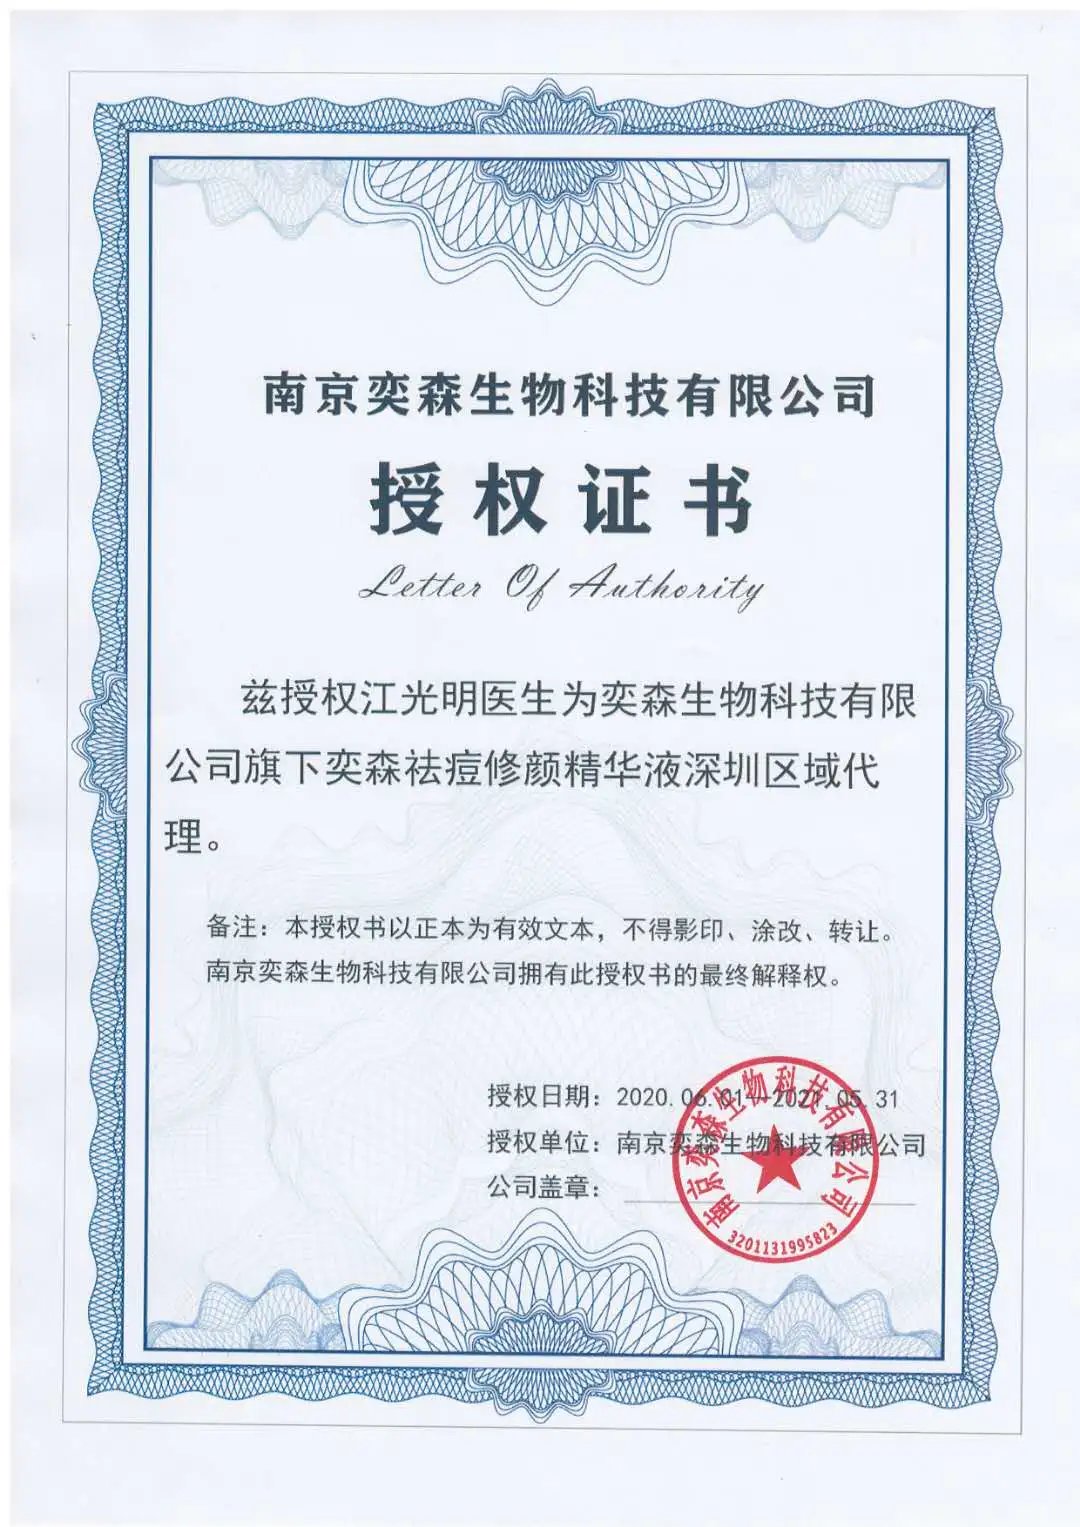 南京奕森生物科技有限公司
授权证书
Letter Of Authority
兹授权江光明医生为奕森生物科技有限
公司旗下奕森祛痘修颜精华液深圳区域代
理。
备注：本授权书以正本为有效文本，不得影印、涂改、转让。
南京奕森生物科技有限公司拥有此授权书的最终解释权。
授权日期：2020.06.01—2021.05.31
授权单位：南京奕森生物科技有限公司
公司盖章：
南京奕森生物科技有限公司
3201131995823